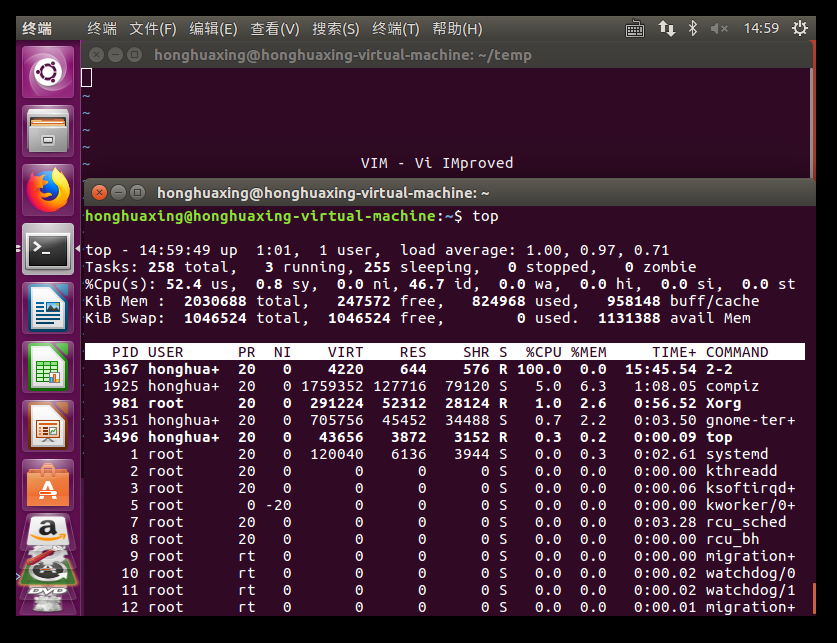 终端 终端 文件(F) 编辑(E) 查看(V) 搜索(S) 终端(T) 帮助(H) 14:59
honghuaxing@honghuaxing-virtual-machine: ~/temp
~
~
~
~
~ VIM - Vi IMproved
honghuaxing@honghuaxing-virtual-machine: ~
honghuaxing@honghuaxing-virtual-machine:~$ top
top - 14:59:49 up  1:01,  1 user,  load average: 1.00, 0.97, 0.71
Tasks: 258 total,   3 running, 255 sleeping,   0 stopped,   0 zombie
%Cpu(s): 52.4 us,  0.8 sy,  0.0 ni, 46.7 id,  0.0 wa,  0.0 hi,  0.0 si,  0.0 st
KiB Mem :  2030688 total,   247572 free,   824968 used,   958148 buff/cache
KiB Swap:  1046524 total,  1046524 free,        0 used.  1131388 avail Mem
PID USER      PR  NI    VIRT    RES    SHR S  %CPU %MEM     TIME+ COMMAND
3367 honghua+  20   0    4220    644    576 R 100.0  0.0  15:45.54 2-2
1925 honghua+  20   0 1759352 127716  79120 S   5.0  6.3   1:08.05 compiz
981 root      20   0  291224  52312  28124 R   1.0  2.6   0:56.52 Xorg
3351 honghua+  20   0  705756  45452  34488 S   0.7  2.2   0:03.50 gnome-ter+
3496 honghua+  20   0   43656   3872   3152 R   0.3  0.2   0:00.09 top
1 root      20   0  120040   6136   3944 S   0.0  0.3   0:02.61 systemd
2 root      20   0       0      0      0 S   0.0  0.0   0:00.00 kthreadd
3 root      20   0       0      0      0 S   0.0  0.0   0:00.06 ksoftirqd+
5 root       0 -20       0      0      0 S   0.0  0.0   0:00.00 kworker/0+
7 root      20   0       0      0      0 S   0.0  0.0   0:03.28 rcu_sched
8 root      20   0       0      0      0 S   0.0  0.0   0:00.00 rcu_bh
9 root      rt   0       0      0      0 S   0.0  0.0   0:00.00 migration+
10 root      rt   0       0      0      0 S   0.0  0.0   0:00.02 watchdog/0
11 root      rt   0       0      0      0 S   0.0  0.0   0:00.02 watchdog/1
12 root      rt   0       0      0      0 S   0.0  0.0   0:00.01 migration+
DVD